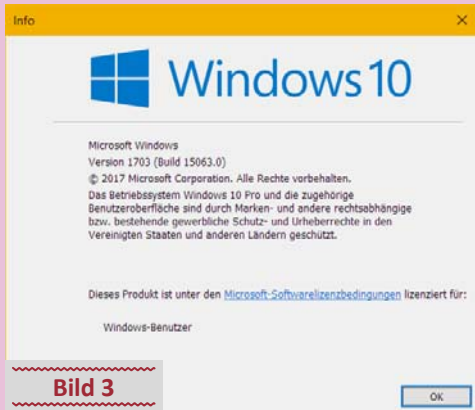 Info
Windows 10
Microsoft Windows
Version 1703 (Build 15063.0)
© 2017 Microsoft Corporation. Alle Rechte vorbehalten.
Das Betriebssystem Windows 10 Pro und die zugehörige
Benutzeroberfläche sind durch Marken- und andere rechtsabhängige
bzw. bestehende gewerbliche Schutz- und Urheberrechte in den
Vereinigten Staaten und anderen Ländern geschützt.
Dieses Produkt ist unter den Microsoft-Softwarelizenzbedingungen lizenziert für:
Windows-Benutzer
Bild 3
OK